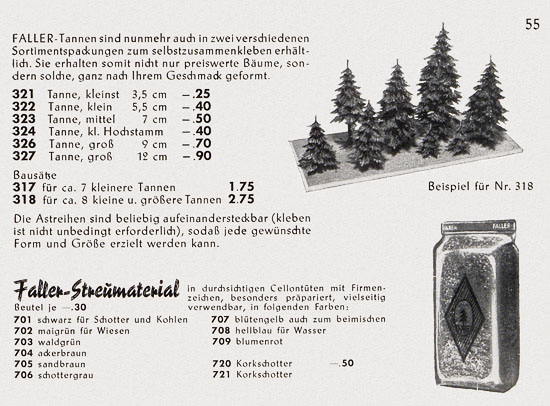 55
FALLER-Tannen sind nunmehr auch in zwei verschiedenen
Sortimentspackungen zum selbstzusammenkleben erhält-
lich. Sie erhalten somit nicht nur preiswerte Bäume, son-
dern solche, ganz nach Ihrem Geschmack geformt.
321 Tanne, kleinst 3,5 cm —.25
322 Tanne, klein 5,5 cm —.40
323 Tanne, mittel 7 cm —.50
324 Tanne, kl. Hochstamm —.40
326 Tanne, groß 9 cm —.70
327 Tanne, groß 12 cm —.90
Bausätze
317 für ca. 7 kleinere Tannen 1.75
318 für ca. 8 kleine u. größere Tannen 2.75
Beispiel für Nr. 318
Die Astreihen sind beliebig aufeinandersteckbar (kleben
ist nicht unbedingt erforderlich), sodaß jede gewünschte
Form und Größe erzielt werden kann.
Faller-Streumaterial in durchsichtigen Cellontüten mit Firmen-
zeichen, besonders präpariert, vielseitig
Beutel je —.30 verwendbar, in folgenden Farben:
701 schwarz für Schotter und Kohlen
702 maigrün für Wiesen
703 waldgrün
704 ackerbraun
705 sandbraun
706 schottergrau
707 blütengelb auch zum beimischen
708 hellblau für Wasser
709 blumenrot
720 Korkschotter —.50
721 Korkschotter
FALLER